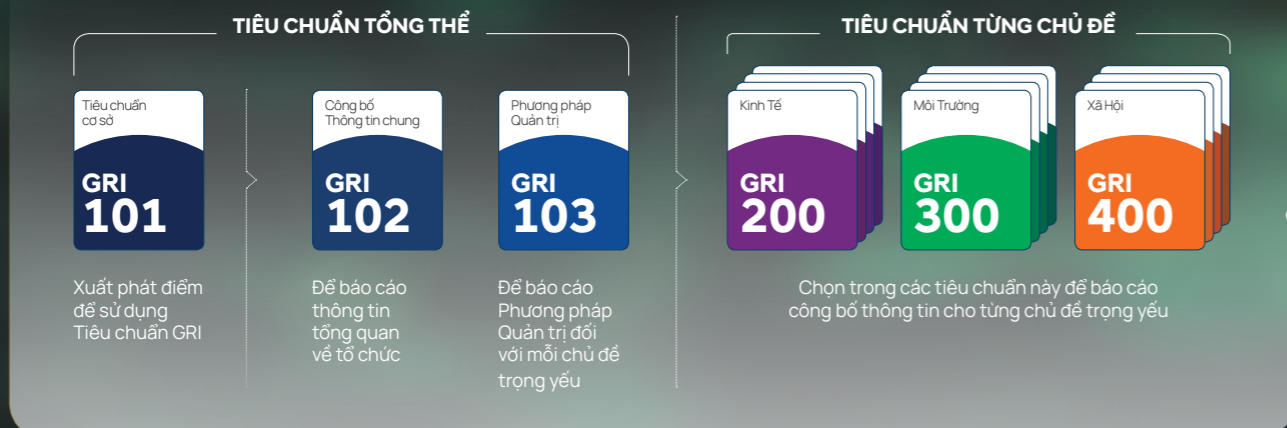 TIÊU CHUẨN TỔNG THỂ
Tiêu chuẩn
cơ sở
GRI
101
Xuất phát điểm
để sử dụng
Tiêu chuẩn GRI
Công bố
Thông tin chung
GRI
102
Để báo cáo
thông tin
tổng quan
về tổ chức
Phương pháp
Quản trị
GRI
103
Để báo cáo
Phương pháp
Quản trị đối
với mỗi chủ đề
trọng yếu
TIÊU CHUẨN TỪNG CHỦ ĐỀ
Kinh Tế
GRI
200
Môi Trường
GRI
300
Xã Hội
GRI
400
Chọn trong các tiêu chuẩn này để báo cáo
công bố thông tin cho từng chủ đề trọng yếu